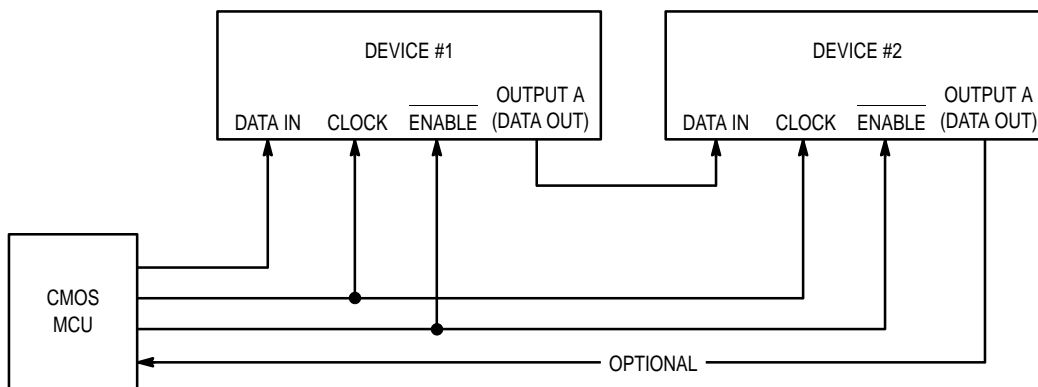 DEVICE #1
DATA IN CLOCK ENABLE OUTPUT A
(DATA OUT)
DEVICE #2
DATA IN CLOCK ENABLE OUTPUT A
(DATA OUT)
CMOS
MCU
OPTIONAL